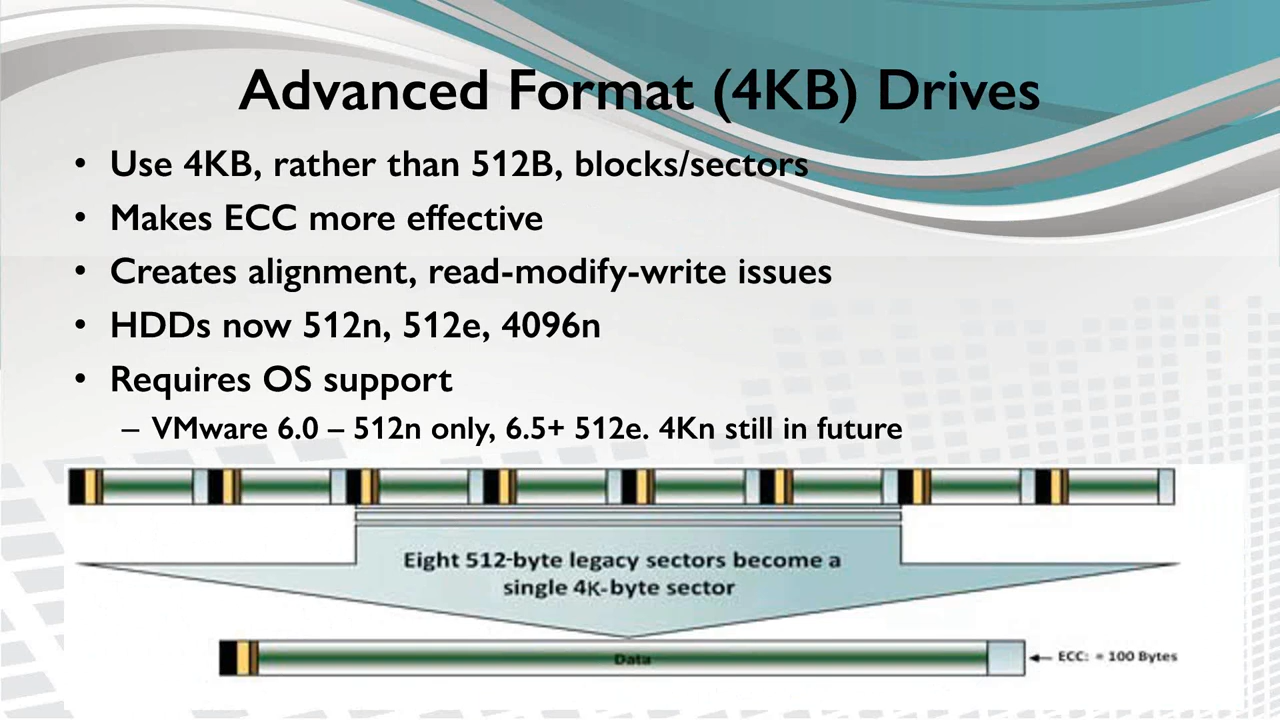 Advanced Format (4KB) Drives
• Use 4KB, rather than 512B, blocks/sectors
• Makes ECC more effective
• Creates alignment, read-modify-write issues
• HDDs now 512n, 512e, 4096n
• Requires OS support
– VMware 6.0 – 512n only, 6.5+ 512e. 4Kn still in future
Eight 512-byte legacy sectors become a
single 4K-byte sector
Data
ECC: = 100 Bytes